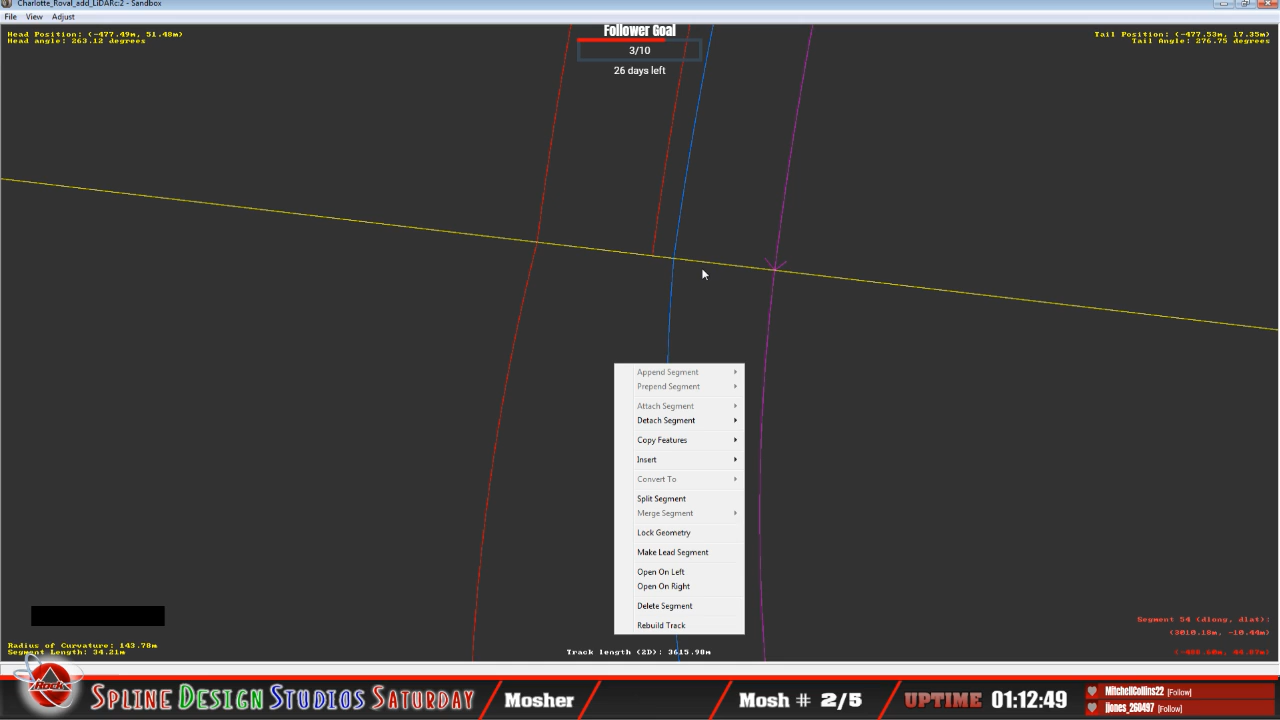 Charlotte_Roval_add_LiDARc:2 - Sandbox
File View Adjust
Head Position: (-477.49m, 51.48m)
Head angle: 263.12 degrees
Follower Goal
3/10
26 days left
Tail Position: (-477.53m, 17.35m)
Tail Angle: 276.75 degrees
Append Segment
Prepend Segment
Attach Segment
Detach Segment
Copy Features
Insert
Convert To
Split Segment
Merge Segment
Lock Geometry
Make Lead Segment
Open On Left
Open On Right
Delete Segment
Rebuild Track
Radius of Curvature: 143.78m
Segment Length: 34.21m
Track length (2D): 3615.98m
Segment 54 (dlong, dlat):
(3010.18m, -10.44m)
Rock
SPLINE DESIGN STUDIOS SATURDAY
Mosher
Mosh # 2/5
UPTIME 01:12:49
MitchellCollins22 [Follow]
ljones_260497 [Follow]